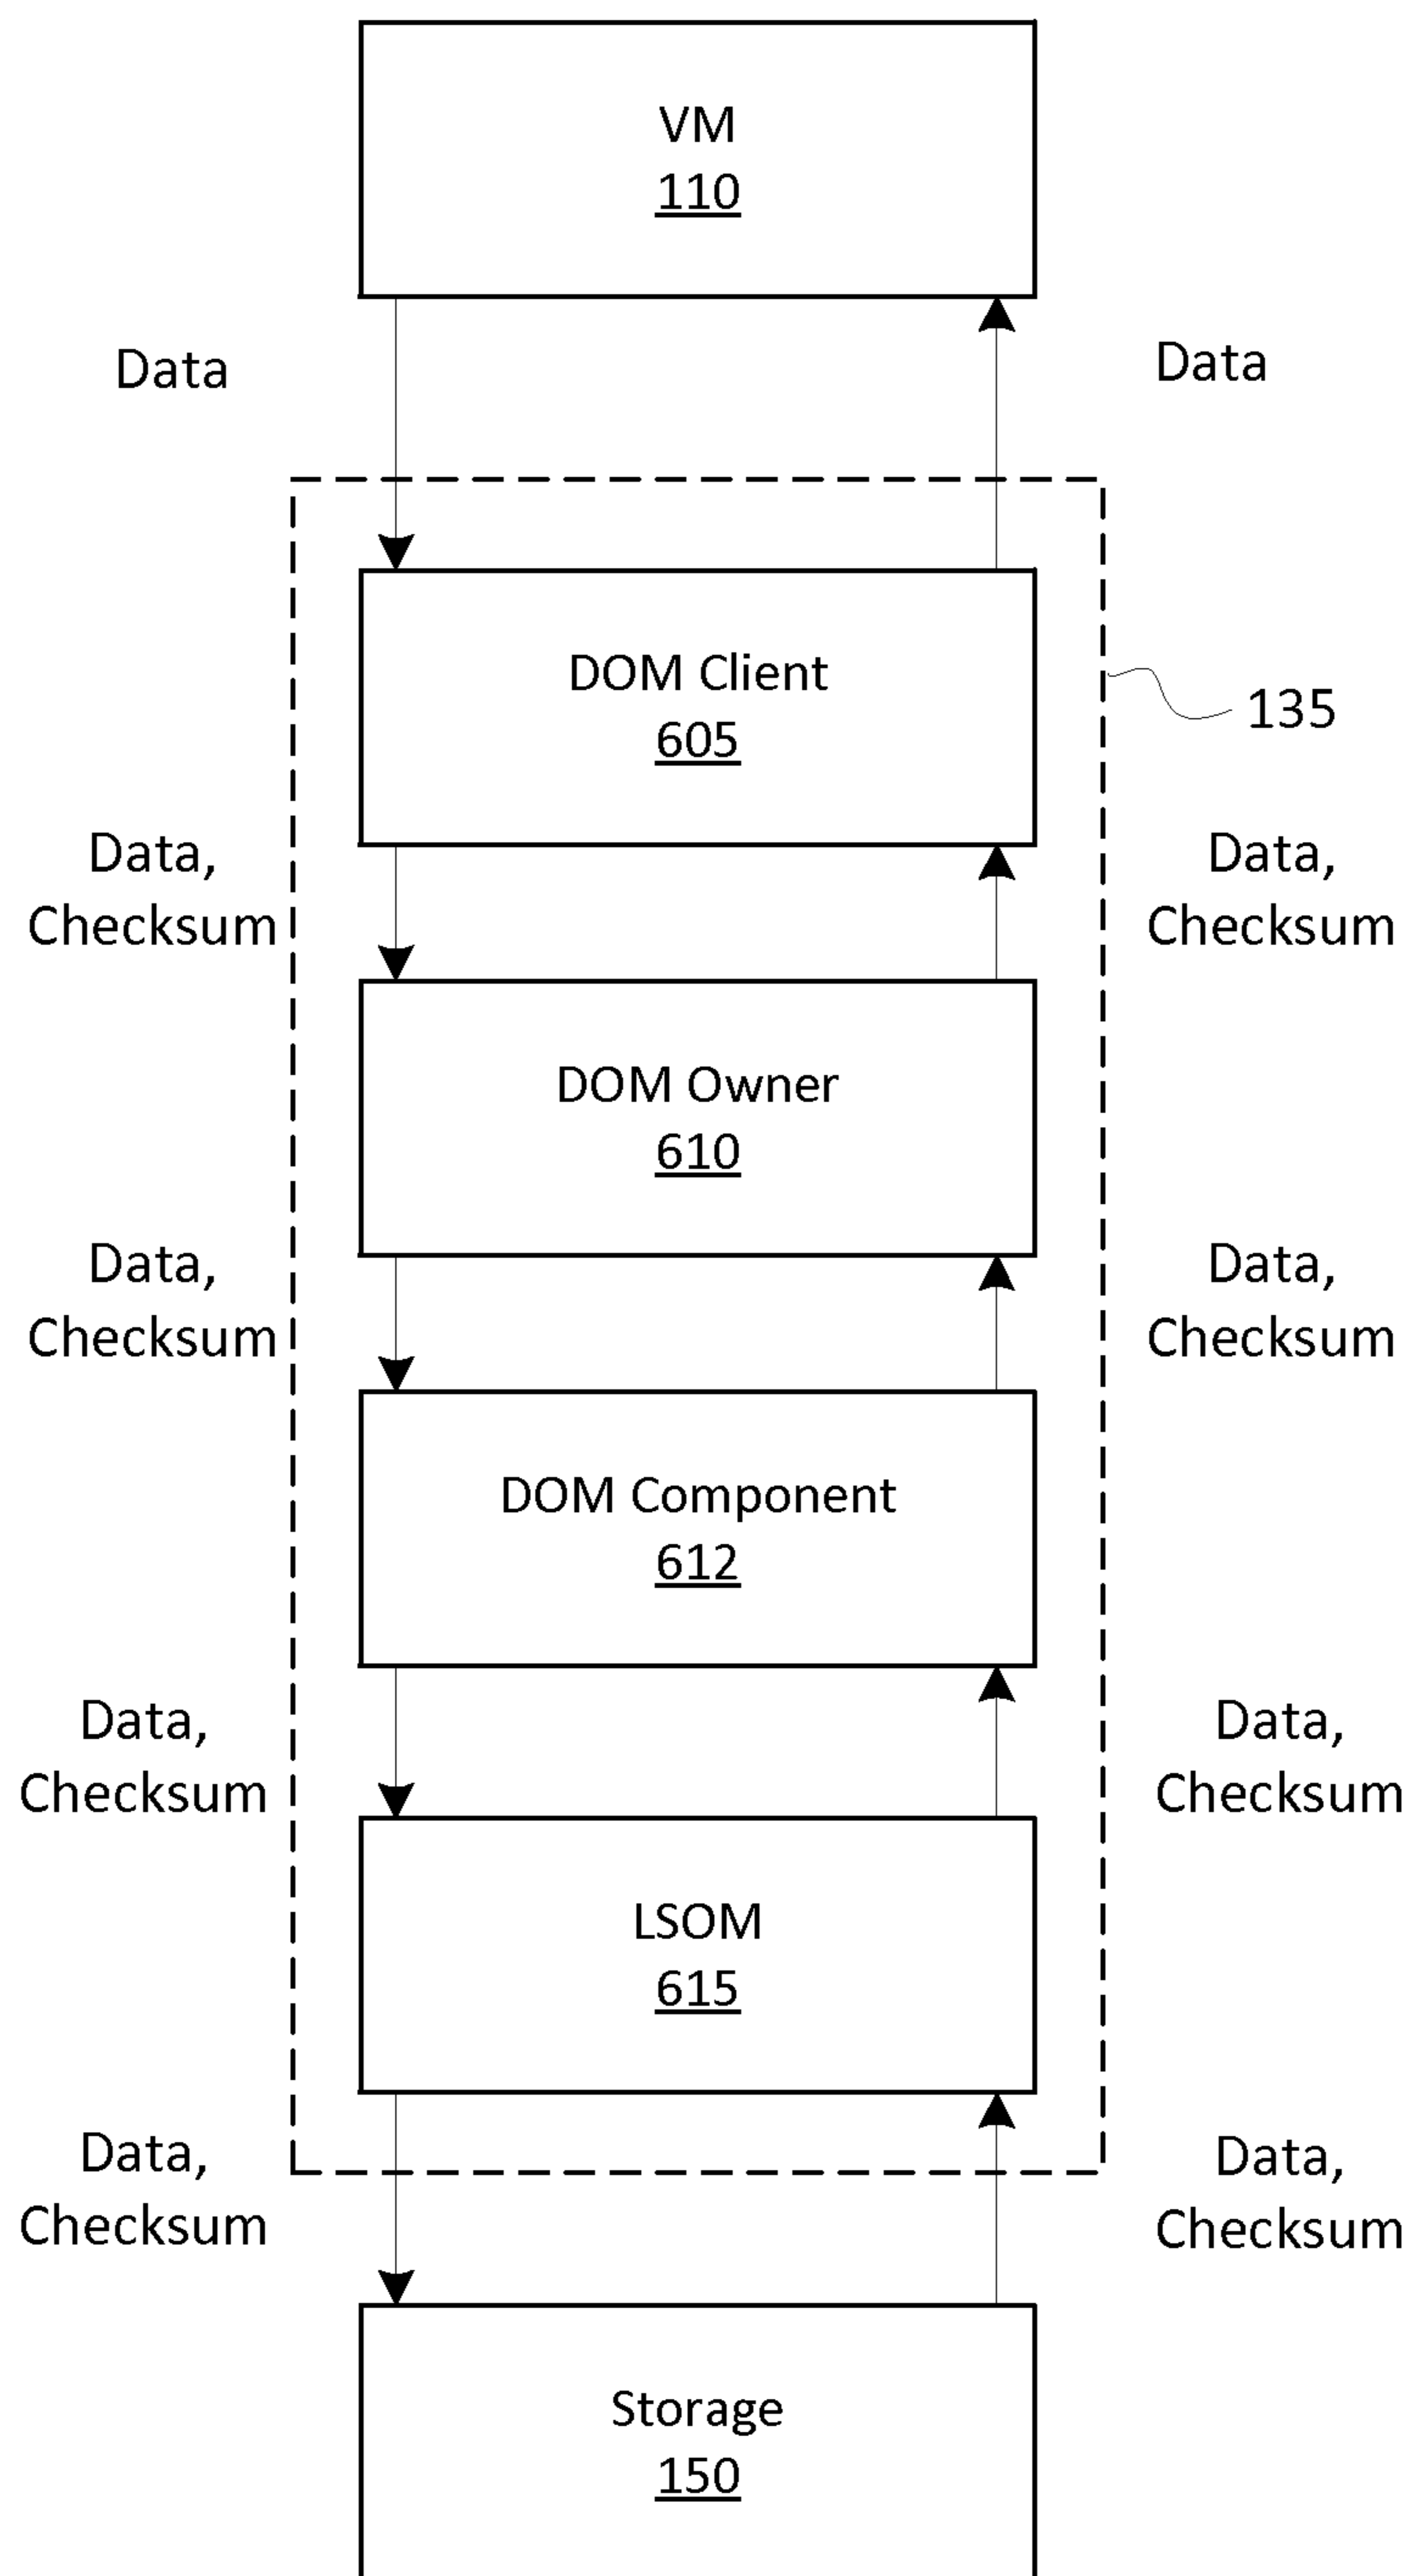 VM
110
Data
Data
DOM Client
605
135
Data,
Checksum
Data,
Checksum
DOM Owner
610
Data,
Checksum
Data,
Checksum
DOM Component
612
Data,
Checksum
Data,
Checksum
LSOM
615
Data,
Checksum
Data,
Checksum
Storage
150